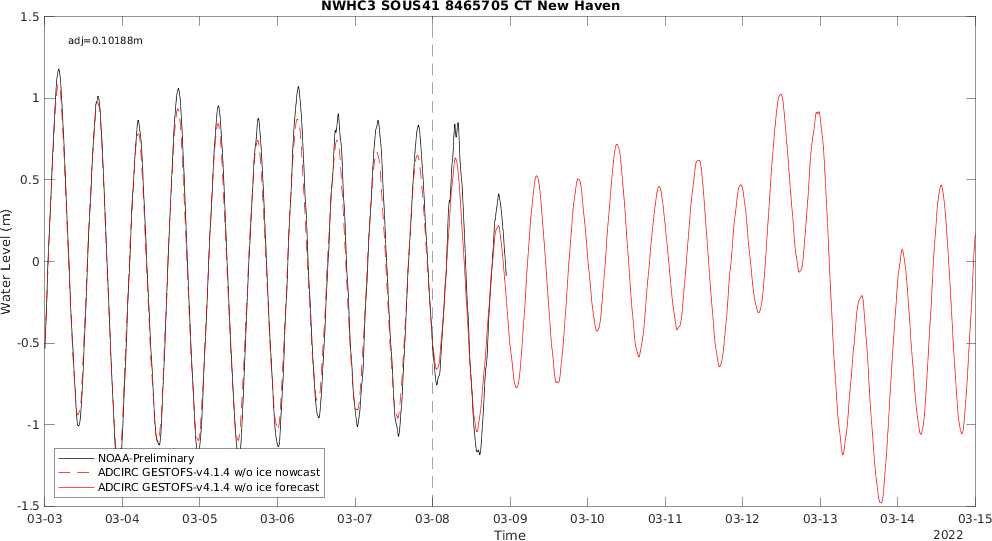 NWHC3 SOUS41 8465705 CT New Haven
adj=0.10188m
1.5
1
0.5
0
-0.5
-1
-1.5
Water Level (m)
NOAA-Preliminary
ADCIRC GESTOFS-v4.1.4 w/o ice nowcast
ADCIRC GESTOFS-v4.1.4 w/o ice forecast
03-03 03-04 03-05 03-06 03-07 03-08 03-09 03-10 03-11 03-12 03-13 03-14 03-15
Time
2022